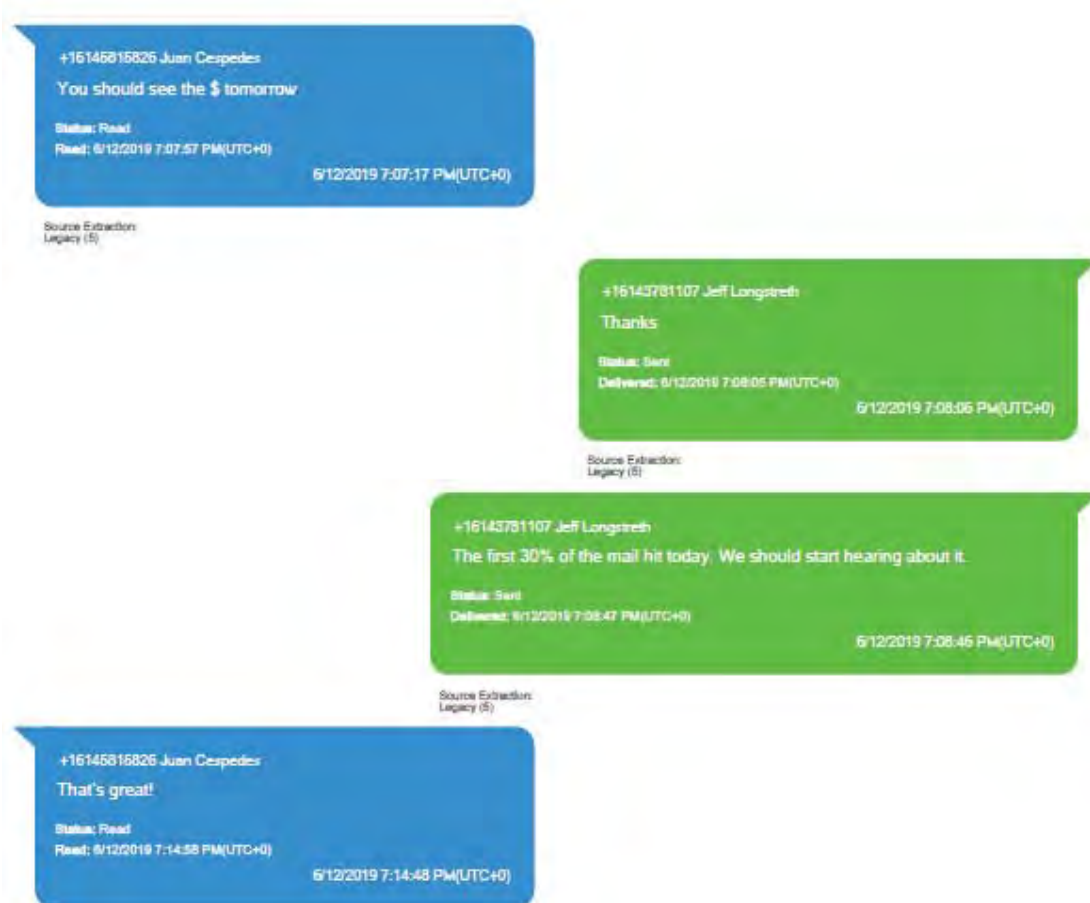 +16145815826 Juan Cespedes
You should see the $ tomorrow
Status: Read
Read: 6/12/2019 7:07:57 PM(UTC+0)
6/12/2019 7:07:17 PM(UTC+0)
Source Extraction:
Legacy (5)
+16143781107 Jeff Longstreth
Thanks
Status: Sent
Delivered: 6/12/2019 7:08:05 PM(UTC+0)
6/12/2019 7:08:05 PM(UTC+0)
Source Extraction:
Legacy (5)
+16143781107 Jeff Longstreth
The first 30% of the mail hit today. We should start hearing about it.
Status: Sent
Delivered: 6/12/2019 7:08:47 PM(UTC+0)
6/12/2019 7:08:46 PM(UTC+0)
Source Extraction:
Legacy (5)
+16145815826 Juan Cespedes
That's great!
Status: Read
Read: 6/12/2019 7:14:58 PM(UTC+0)
6/12/2019 7:14:48 PM(UTC+0)